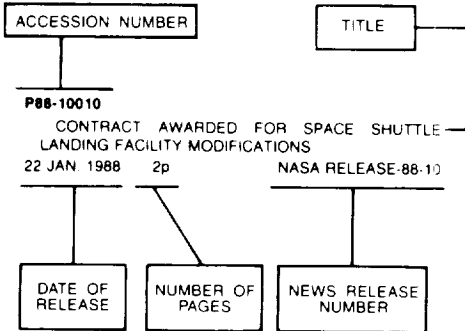 ACCESSION NUMBER
TITLE
P88-10010
CONTRACT AWARDED FOR SPACE SHUTTLE
LANDING FACILITY MODIFICATIONS
22 JAN. 1988 2p NASA RELEASE-88-10
DATE OF
RELEASE
NUMBER OF
PAGES
NEWS RELEASE
NUMBER